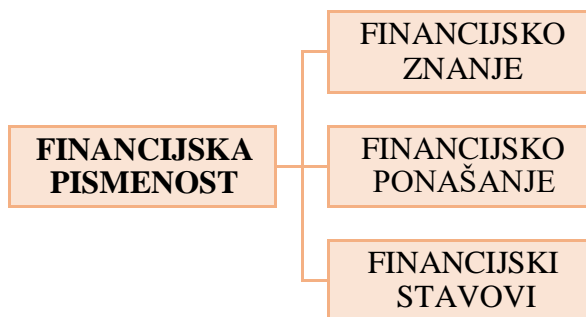 FINANCIJSKO
ZNANJE
FINANCIJSKA
PISMENOST
FINANCIJSKO
PONAŠANJE
FINANCIJSKI
STAVOVI